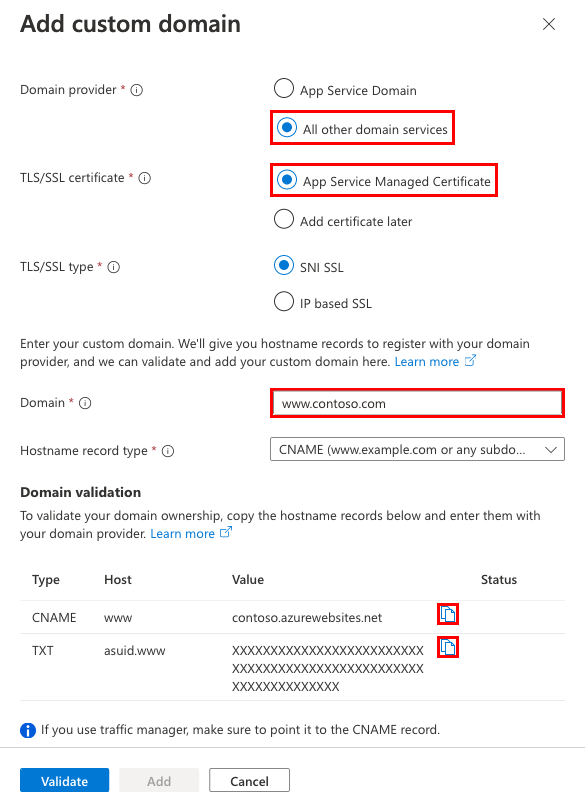 Add custom domain
Domain provider *
App Service Domain
All other domain services
TLS/SSL certificate *
App Service Managed Certificate
Add certificate later
TLS/SSL type *
SNI SSL
IP based SSL
Enter your custom domain. We'll give you hostname records to register with your domain
provider, and we can validate and add your custom domain here. Learn more
Domain *
www.contoso.com
Hostname record type *
CNAME (www.example.com or any subdo...
Domain validation
To validate your domain ownership, copy the hostname records below and enter them with
your domain provider. Learn more
Type Host Value Status
CNAME www contoso.azurewebsites.net
TXT asuid.www XXXXXXXXXXXXXXXXXXXXXXXXX
XXXXXXXXXXXXXXXXXXXXXXXXX
XXXXXXXXXXXXXX
If you use traffic manager, make sure to point it to the CNAME record.
Validate Add Cancel